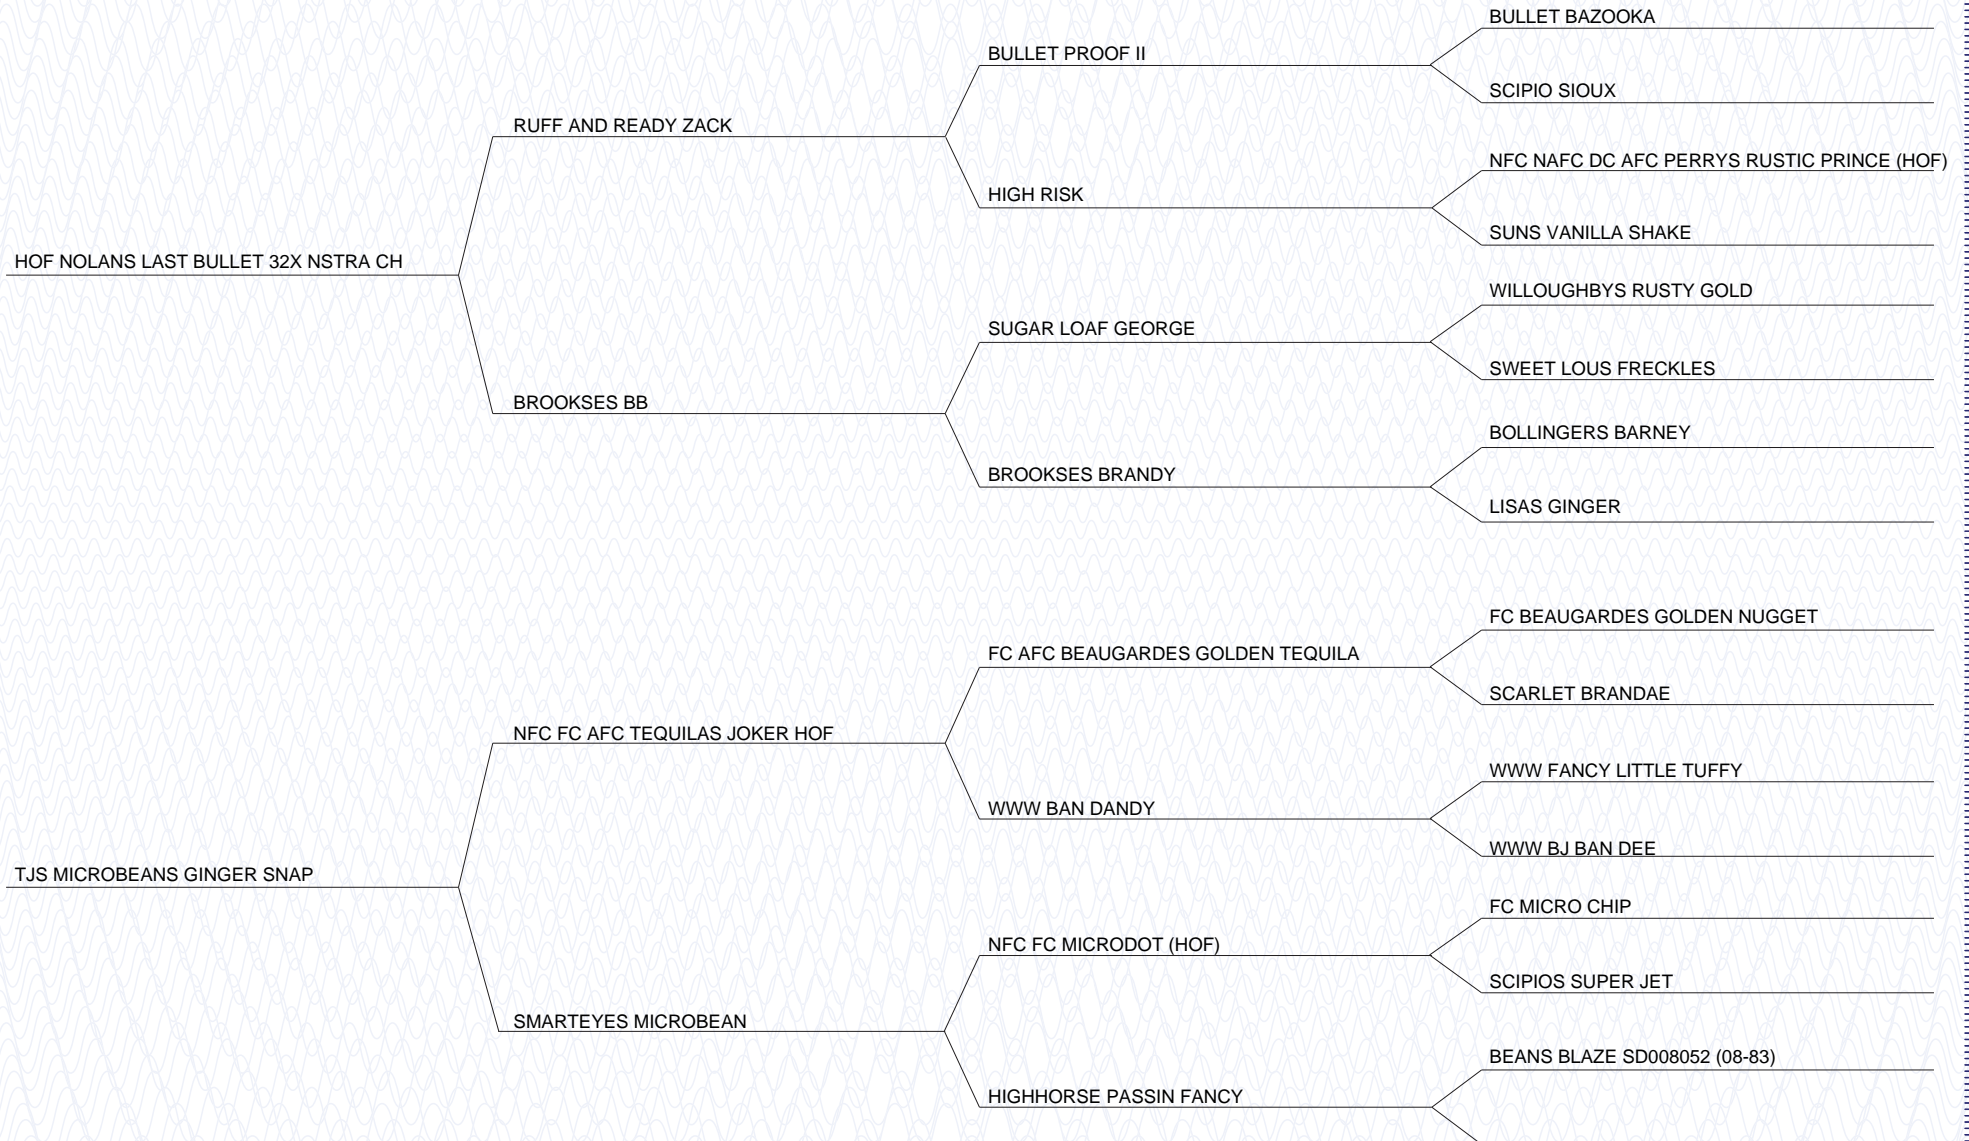 BULLET BAZOOKA
BULLET PROOF II
SCIPIO SIOUX
RUFF AND READY ZACK
NFC NAFC DC AFC PERRYS RUSTIC PRINCE (HOF)
HIGH RISK
SUNS VANILLA SHAKE
HOF NOLANS LAST BULLET 32X NSTRA CH
WILLOUGHBYS RUSTY GOLD
SUGAR LOAF GEORGE
SWEET LOUS FRECKLES
BROOKSES BB
BOLLINGERS BARNEY
BROOKSES BRANDY
LISAS GINGER
FC BEAUGARDES GOLDEN NUGGET
FC AFC BEAUGARDES GOLDEN TEQUILA
SCARLET BRANDAE
NFC FC AFC TEQUILAS JOKER HOF
WWW FANCY LITTLE TUFFY
WWW BAN DANDY
WWW BJ BAN DEE
TJS MICROBEANS GINGER SNAP
FC MICRO CHIP
NFC FC MICRODOT (HOF)
SCIPIOS SUPER JET
SMARTEYES MICROBEAN
BEANS BLAZE SD008052 (08-83)
HIGHHORSE PASSIN FANCY